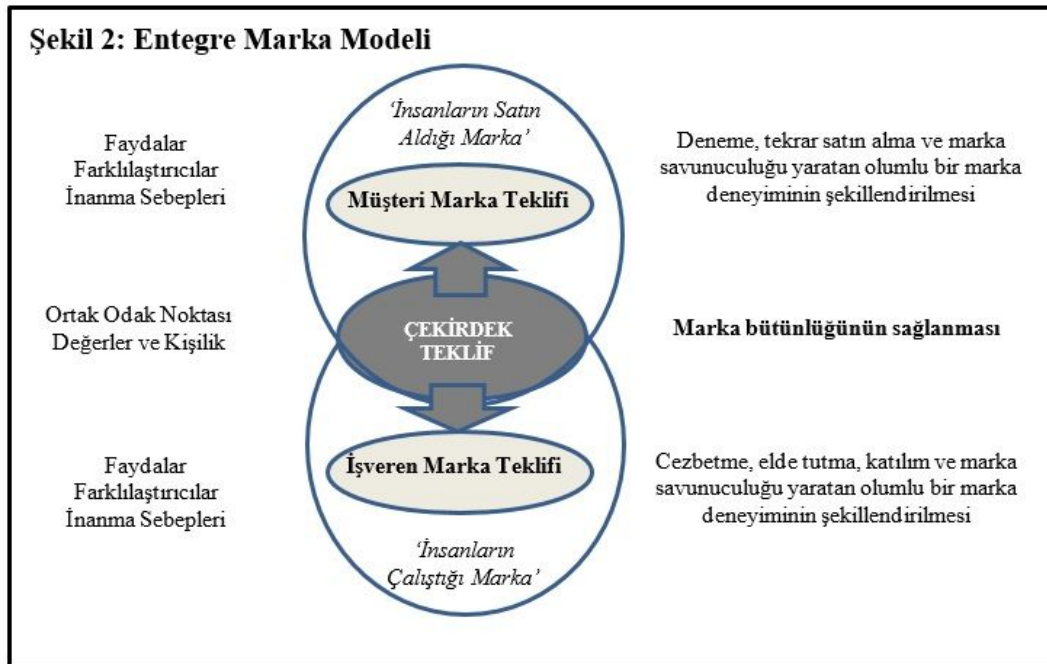 Şekil 2: Entegre Marka Modeli
‘İnsanların Satın
Aldığı Marka’
Faydalar
Farklılaştırıcılar
İnanma Sebepleri
Müşteri Marka Teklifi
Deneme, tekrar satın alma ve marka
savunuculuğu yaratan olumlu bir marka
deneyiminin şekillendirilmesi
Ortak Odak Noktası
Değerler ve Kişilik
ÇEKİRDEK
TEKLİF
Marka bütünlüğünün sağlanması
Faydalar
Farklılaştırıcılar
İnanma Sebepleri
İşveren Marka Teklifi
Cezbetme, elde tutma, katılım ve marka
savunuculuğu yaratan olumlu bir marka
deneyiminin şekillendirilmesi
‘İnsanların
Çalıştığı Marka’